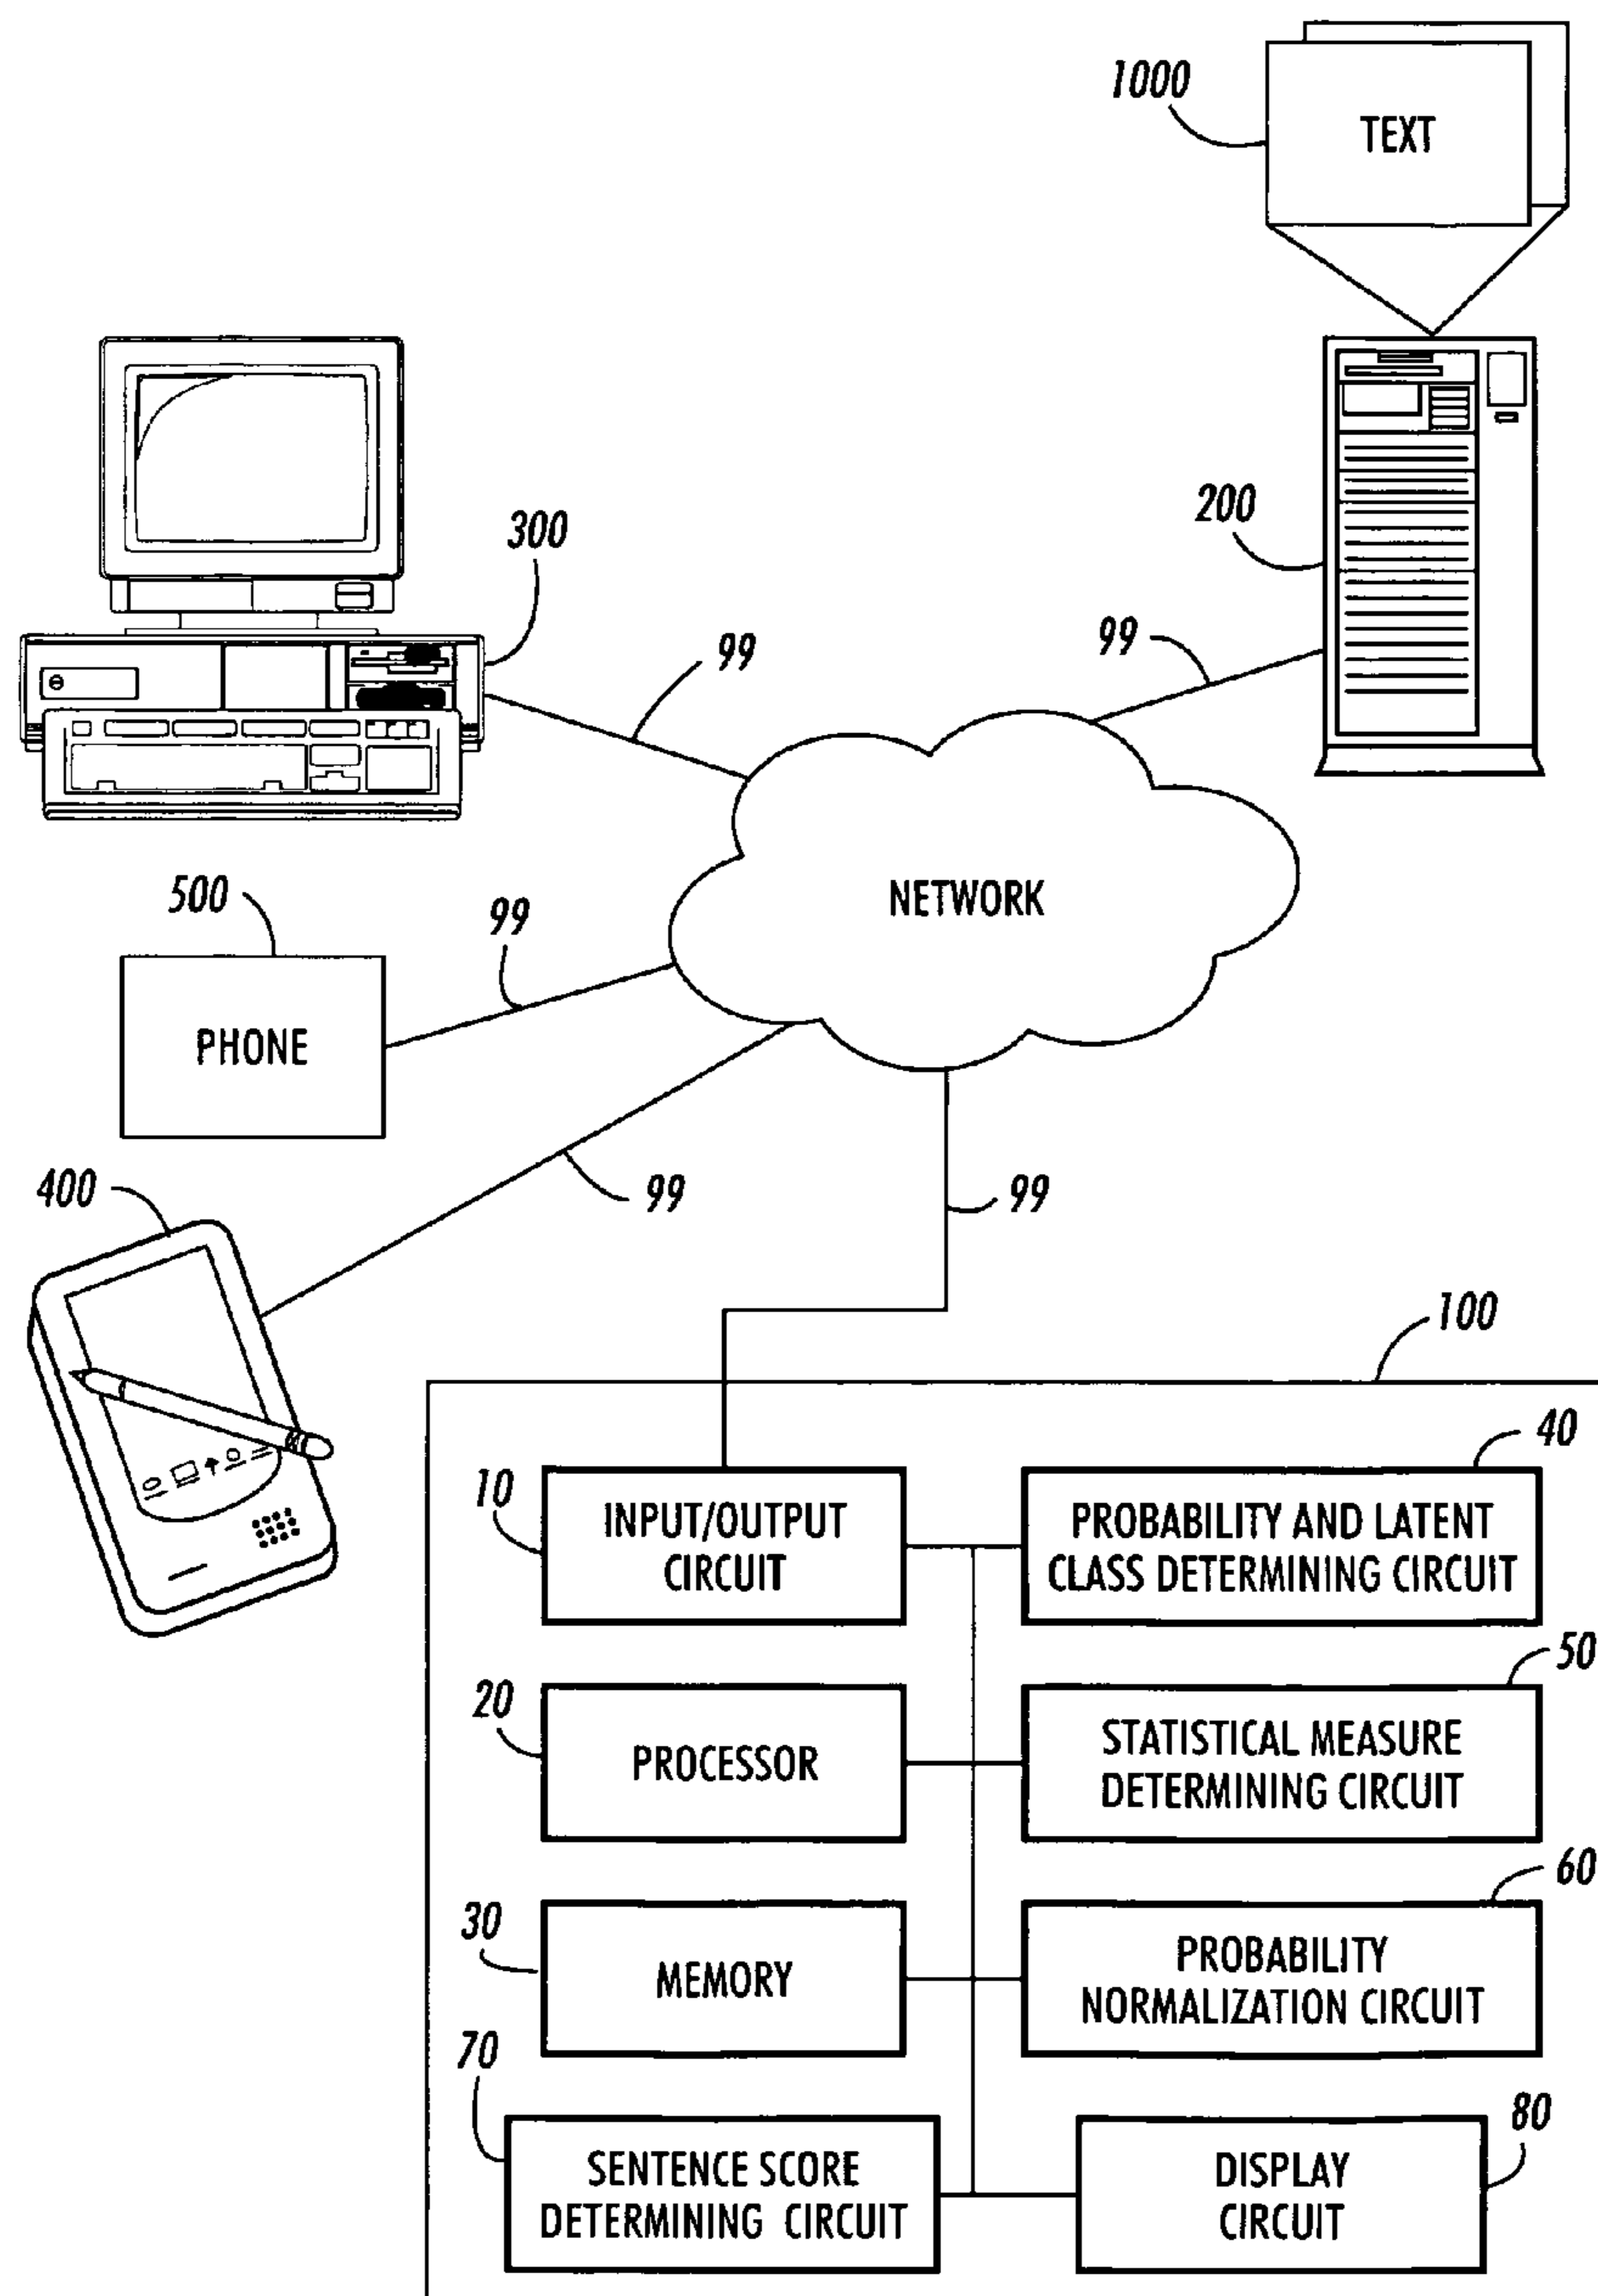 1000
TEXT
300
200
99
99
NETWORK
500
99
PHONE
400
99
99
100
10
INPUT/OUTPUT
CIRCUIT
40
PROBABILITY AND LATENT
CLASS DETERMINING CIRCUIT
20
PROCESSOR
50
STATISTICAL MEASURE
DETERMINING CIRCUIT
30
MEMORY
60
PROBABILITY
NORMALIZATION CIRCUIT
70
SENTENCE SCORE
DETERMINING CIRCUIT
80
DISPLAY
CIRCUIT